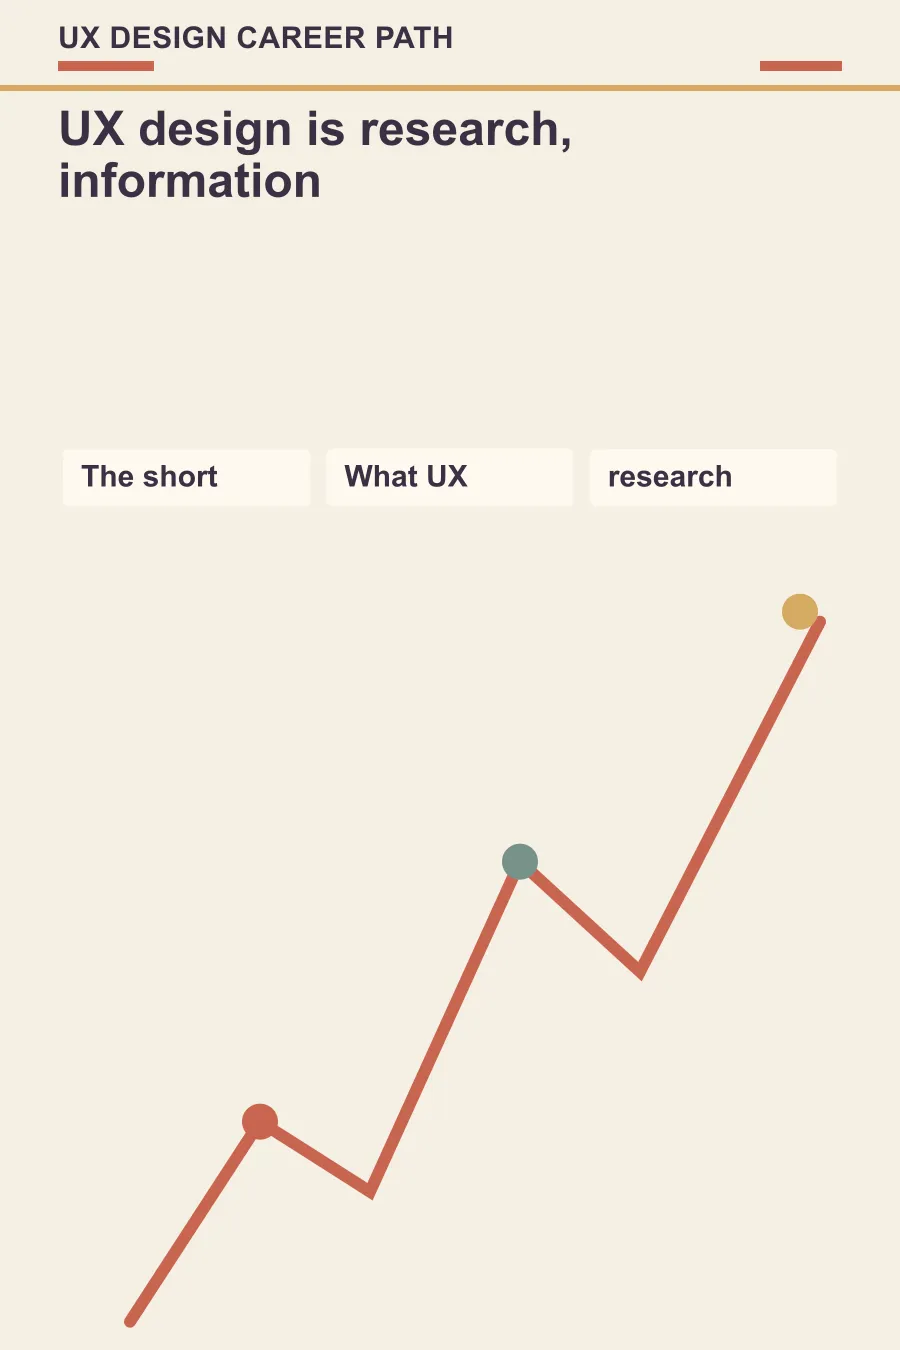 UX DESIGN CAREER PATH
UX design is research,
information
The short
What UX
research